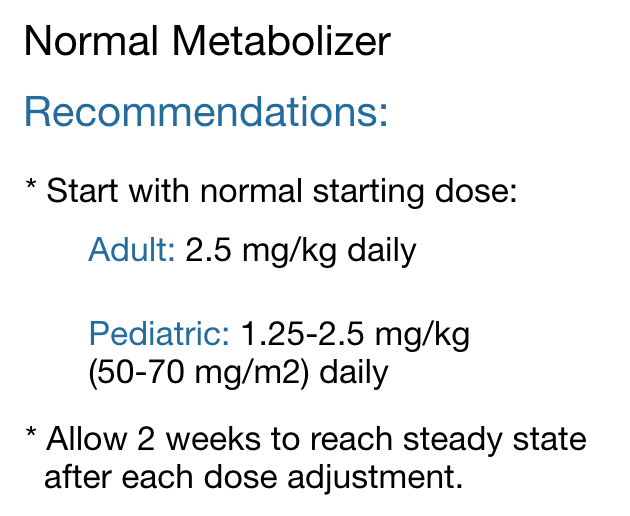 Normal Metabolizer
Recommendations:
* Start with normal starting dose:
Adult: 2.5 mg/kg daily
Pediatric: 1.25-2.5 mg/kg
(50-70 mg/m2) daily
* Allow 2 weeks to reach steady state
after each dose adjustment.